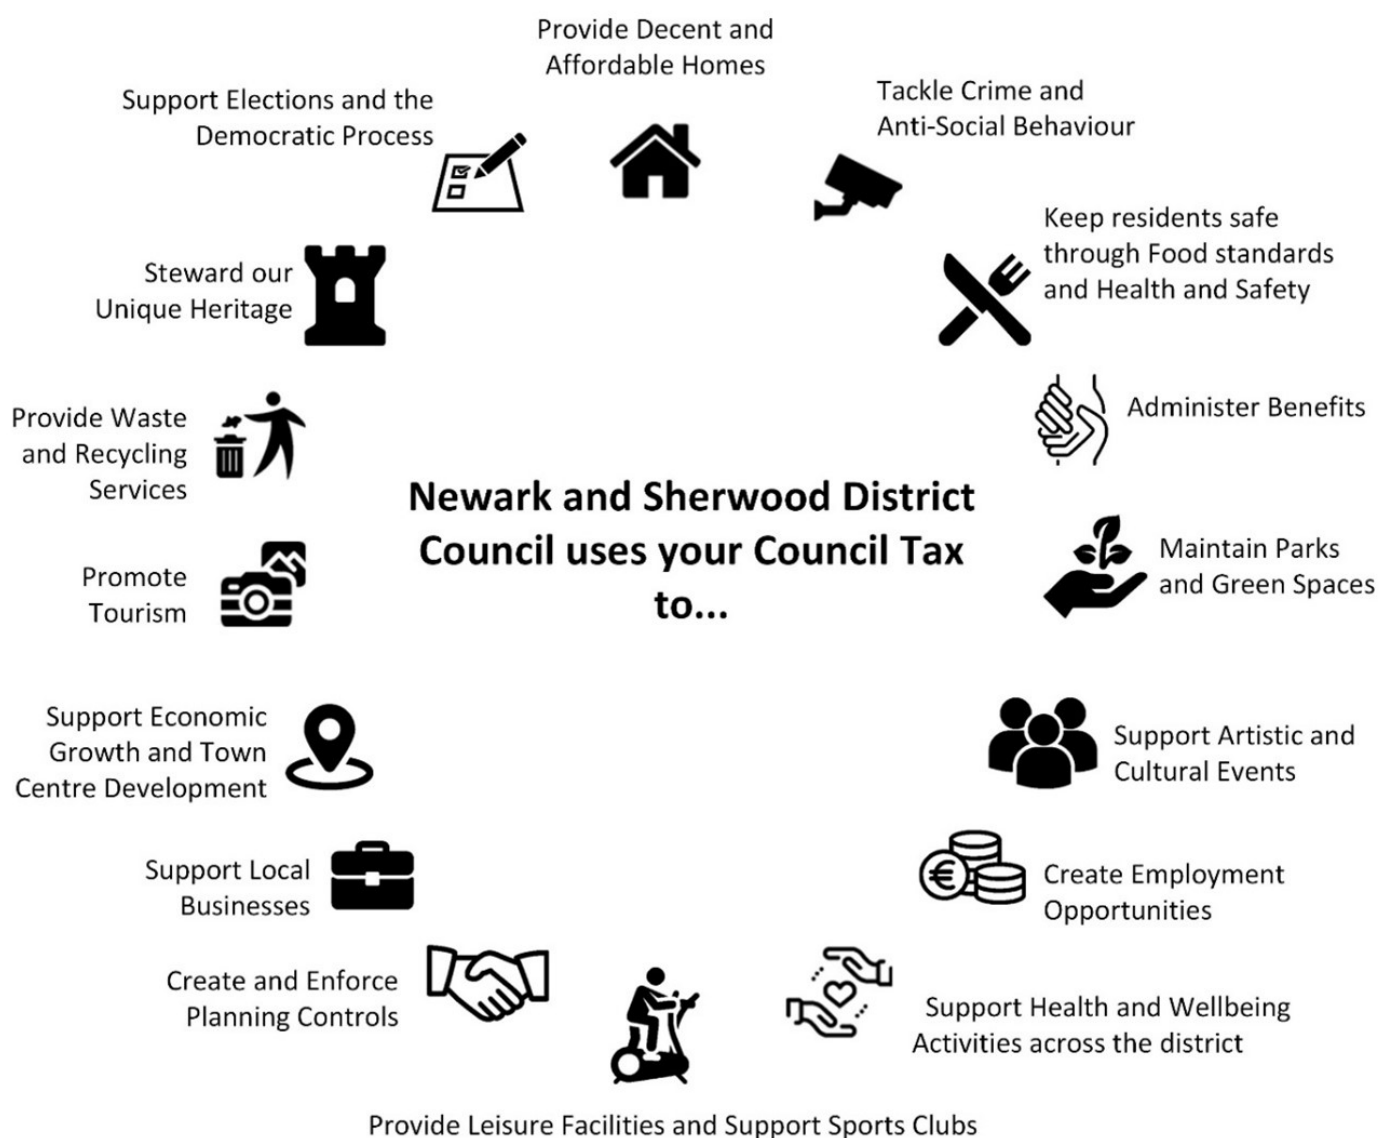 Provide Decent and
Affordable Homes
Tackle Crime and
Anti-Social Behaviour
Keep residents safe
through Food standards
and Health and Safety
Administer Benefits
Maintain Parks
and Green Spaces
Support Artistic and
Cultural Events
Create Employment
Opportunities
Support Health and Wellbeing
Activities across the district
Provide Leisure Facilities and Support Sports Clubs
Create and Enforce
Planning Controls
Support Local
Businesses
Support Economic
Growth and Town
Centre Development
Promote
Tourism
Provide Waste
and Recycling
Services
Steward our
Unique Heritage
Support Elections and the
Democratic Process
Newark and Sherwood District
Council uses your Council Tax
to...
€